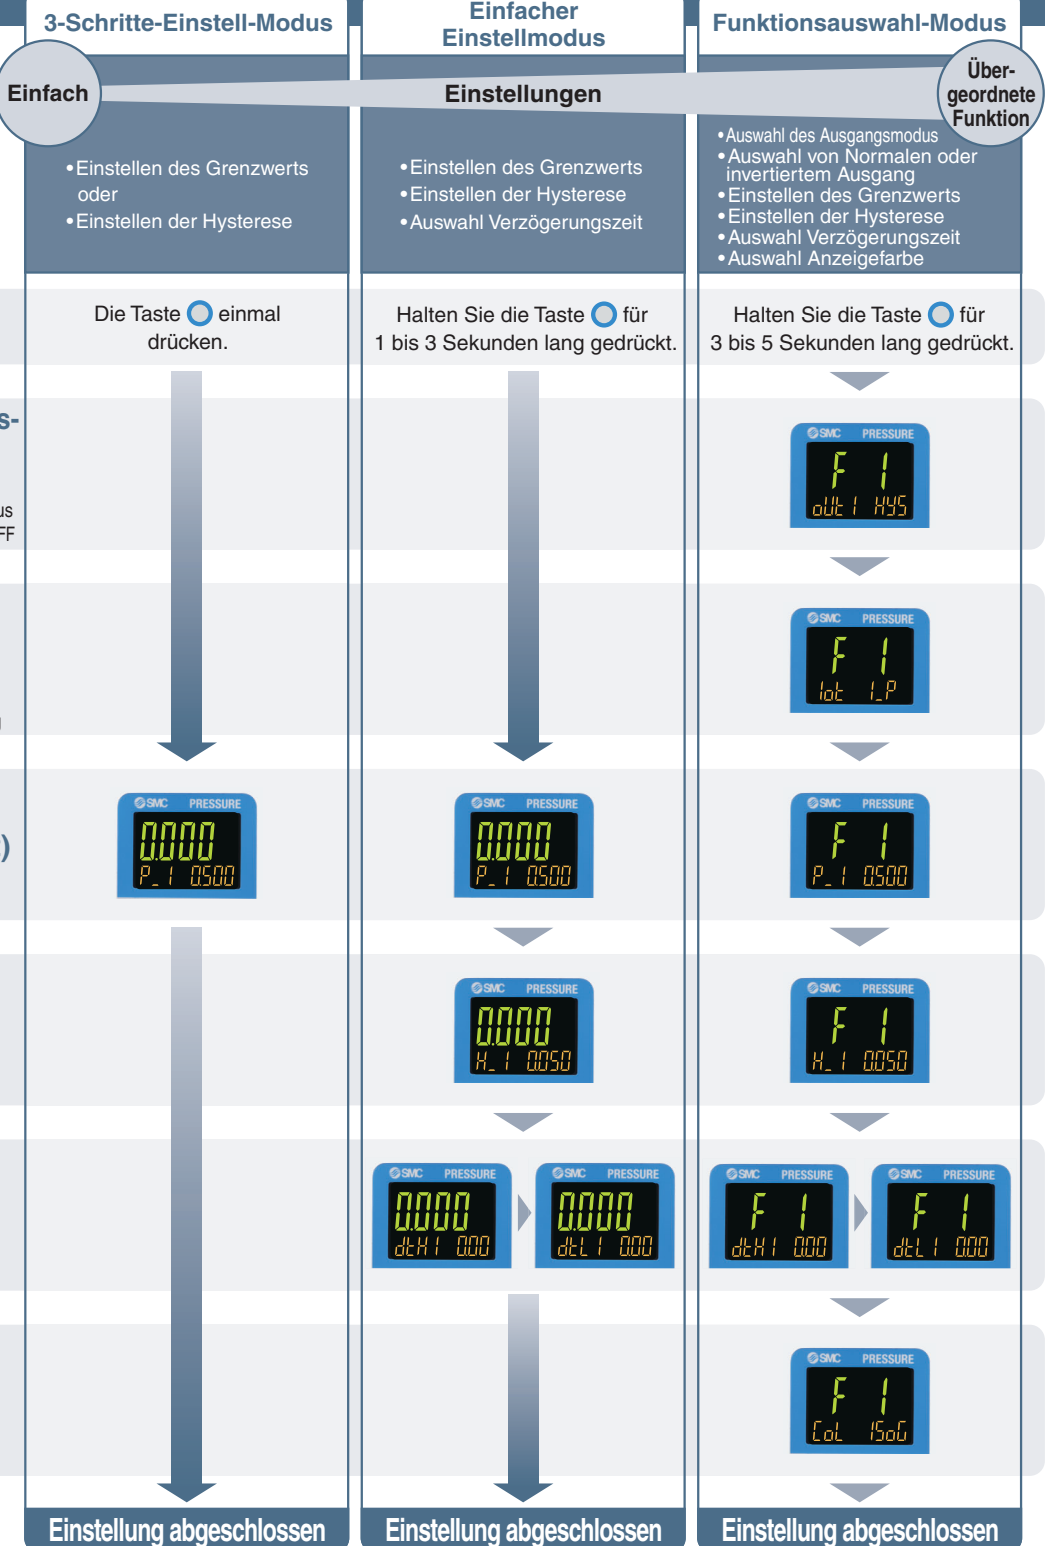 3-Schritte-Einstell-Modus
Einfacher
Einstellmodus
Funktionsauswahl-Modus
Einfach
Einstellungen
Über-
geordnete
Funktion
•Einstellen des Grenzwerts
oder
•Einstellen der Hysterese
•Einstellen des Grenzwerts
•Einstellen der Hysterese
•Auswahl Verzögerungszeit
•Auswahl des Ausgangsmodus
•Auswahl von Normalen oder
invertiertem Ausgang
•Einstellen des Grenzwerts
•Einstellen der Hysterese
•Auswahl Verzögerungszeit
•Auswahl Anzeigefarbe
Die Taste einmal
drücken.
Halten Sie die Taste für
1 bis 3 Sekunden lang gedrückt.
Halten Sie die Taste für
3 bis 5 Sekunden lang gedrückt.
s-
us
FF
SMC PRESSURE
F 1
oUt1 HYS
SMC PRESSURE
F 1
1ot 1_P
)
SMC PRESSURE
0.000
P_1 0.500
SMC PRESSURE
0.000
P_1 0.500
SMC PRESSURE
F 1
P_1 0.500
SMC PRESSURE
0.000
H_1 0.050
SMC PRESSURE
F 1
H_1 0.050
SMC PRESSURE
0.000
dtH1 0.00
SMC PRESSURE
0.000
dtL1 0.00
SMC PRESSURE
F 1
dtH1 0.00
SMC PRESSURE
F 1
dtL1 0.00
SMC PRESSURE
F 1
CoL 1SoG
Einstellung abgeschlossen
Einstellung abgeschlossen
Einstellung abgeschlossen